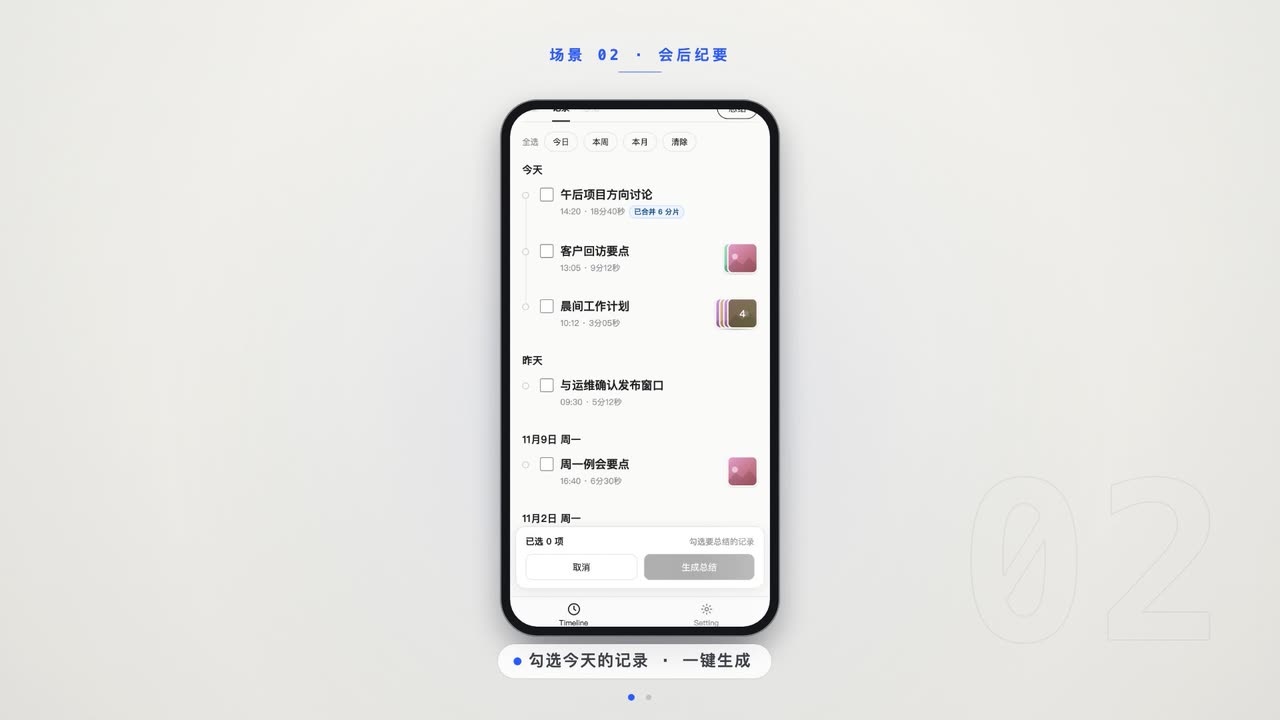 场景 02 · 会后纪要
全选 今日 本周 本月 清除
今天
午后项目方向讨论
14:20 · 18分40秒 已合并 6 分片
客户回访要点
13:05 · 9分12秒
晨间工作计划
10:12 · 3分05秒
4
昨天
与运维确认发布窗口
09:30 · 5分12秒
11月9日 周一
周一例会要点
16:40 · 6分30秒
11月2日 周一
已选 0 项 勾选要总结的记录
取消 生成总结
Timeline Setting
勾选今天的记录 · 一键生成
02